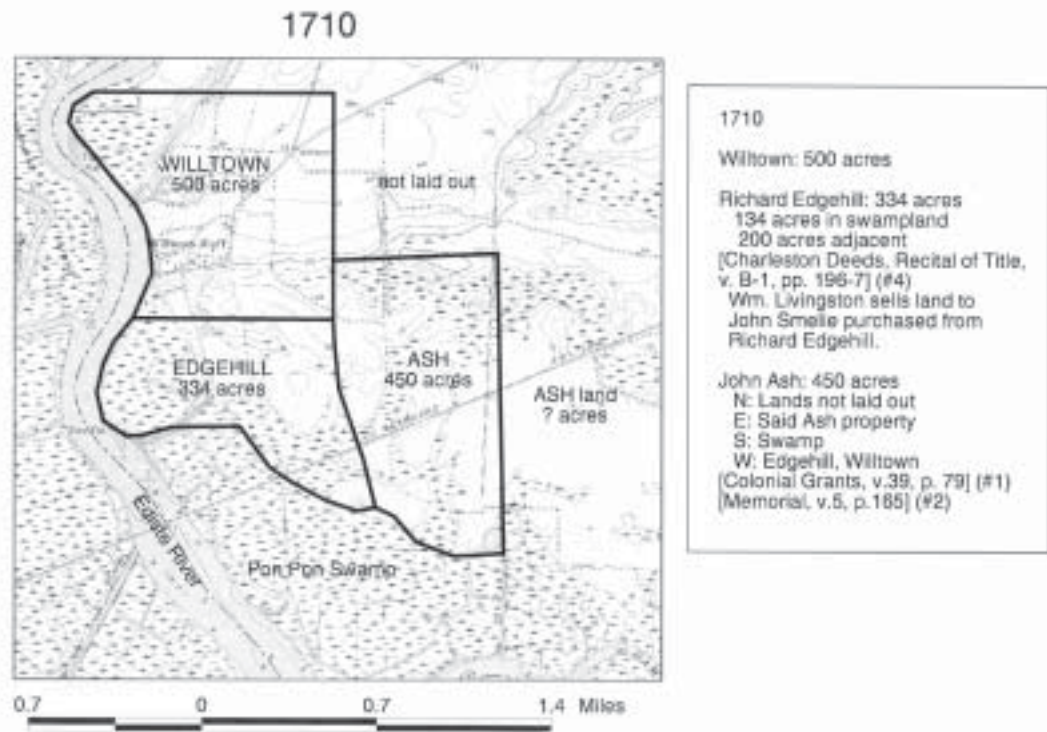 1710
WILLTOWN
500 acres
not laid out
EDGEHILL
334 acres
ASH
450 acres
ASH land
? acres
Edisto River
Pon Pon Swamp
0.7 0 0.7 1.4 Miles
1710
Willtown: 500 acres
Richard Edgehill: 334 acres
134 acres in swampland
200 acres adjacent
[Charleston Deeds, Recital of Title,
v. B-1, pp. 196-7] (#4)
Wm. Livingston sells land to
John Smelie purchased from
Richard Edgehill.
John Ash: 450 acres
N: Lands not laid out
E: Said Ash property
S: Swamp
W: Edgehill, Willtown
[Colonial Grants, v.39, p. 79] (#1)
[Memorial, v.5, p.165] (#2)